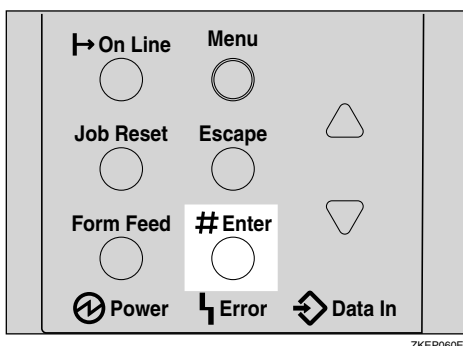 On Line Menu
Job Reset Escape
Form Feed # Enter
Power Error Data In
ZKEP060E